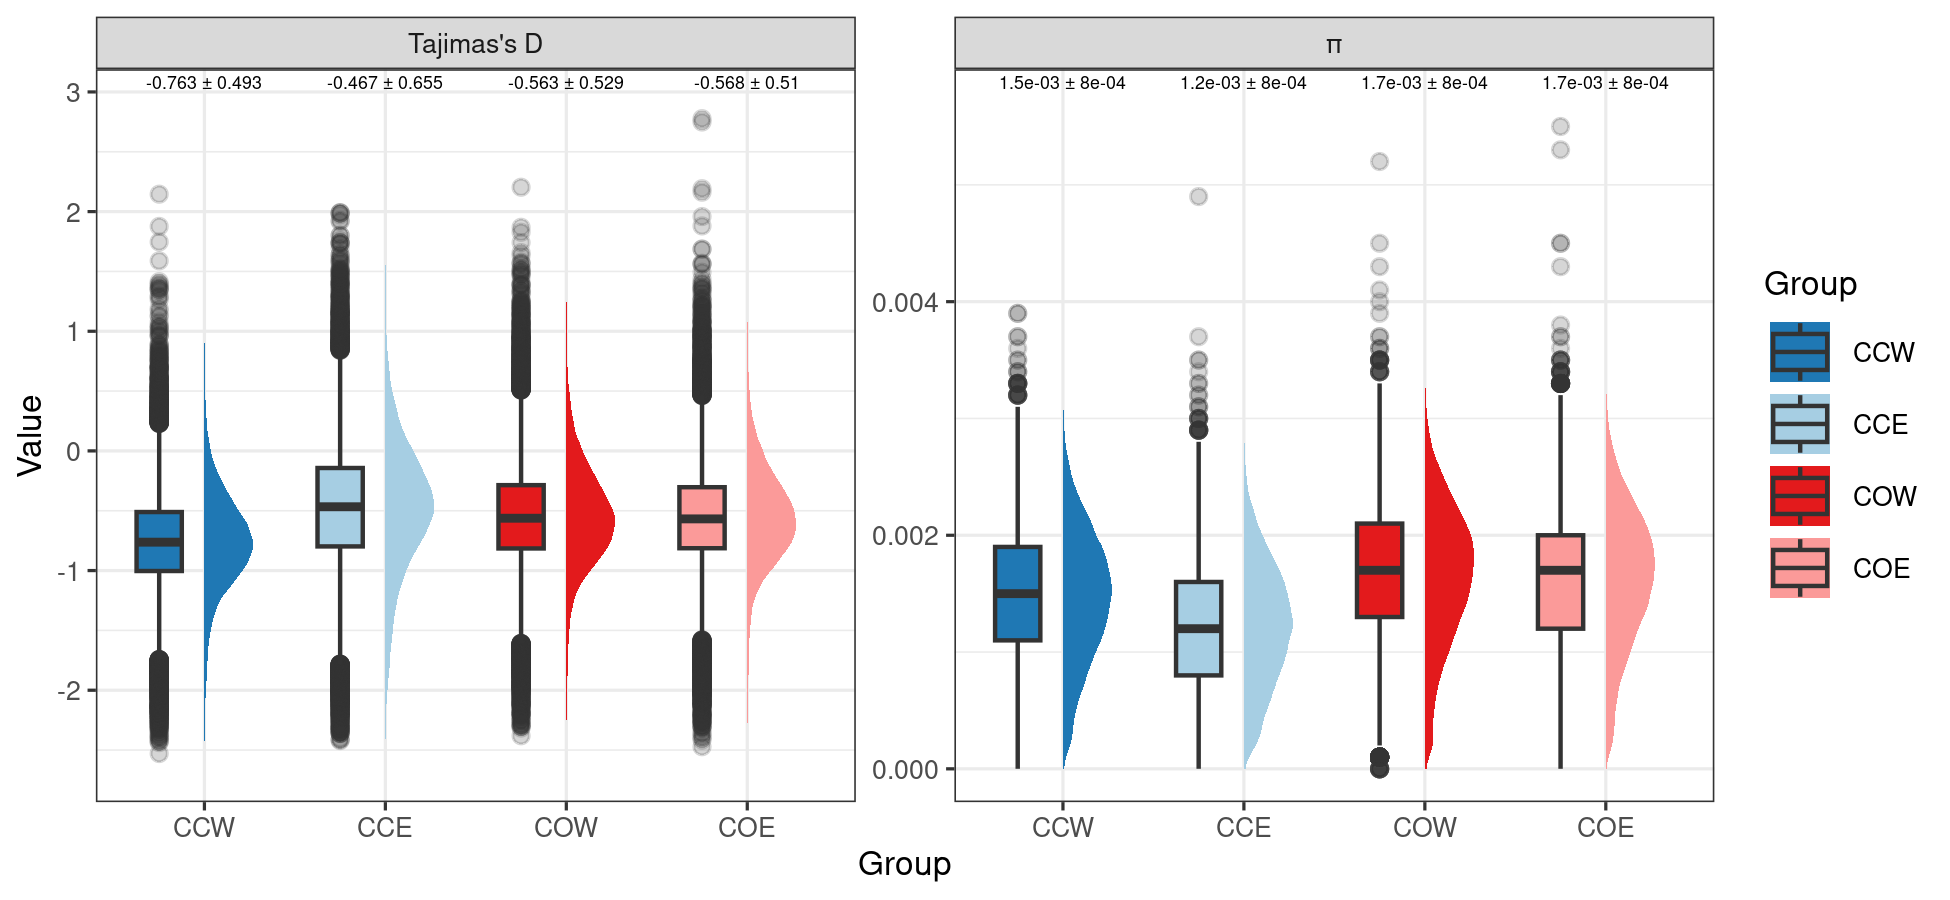 Tajimas's D
π
-0.763 ± 0.493
-0.467 ± 0.655
-0.563 ± 0.529
-0.568 ± 0.51
1.5e-03 ± 8e-04
1.2e-03 ± 8e-04
1.7e-03 ± 8e-04
1.7e-03 ± 8e-04
3
2
1
0
-1
-2
Value
0.004
0.002
0.000
CCW
CCE
COW
COE
CCW
CCE
COW
COE
Group
Group
CCW
CCE
COW
COE